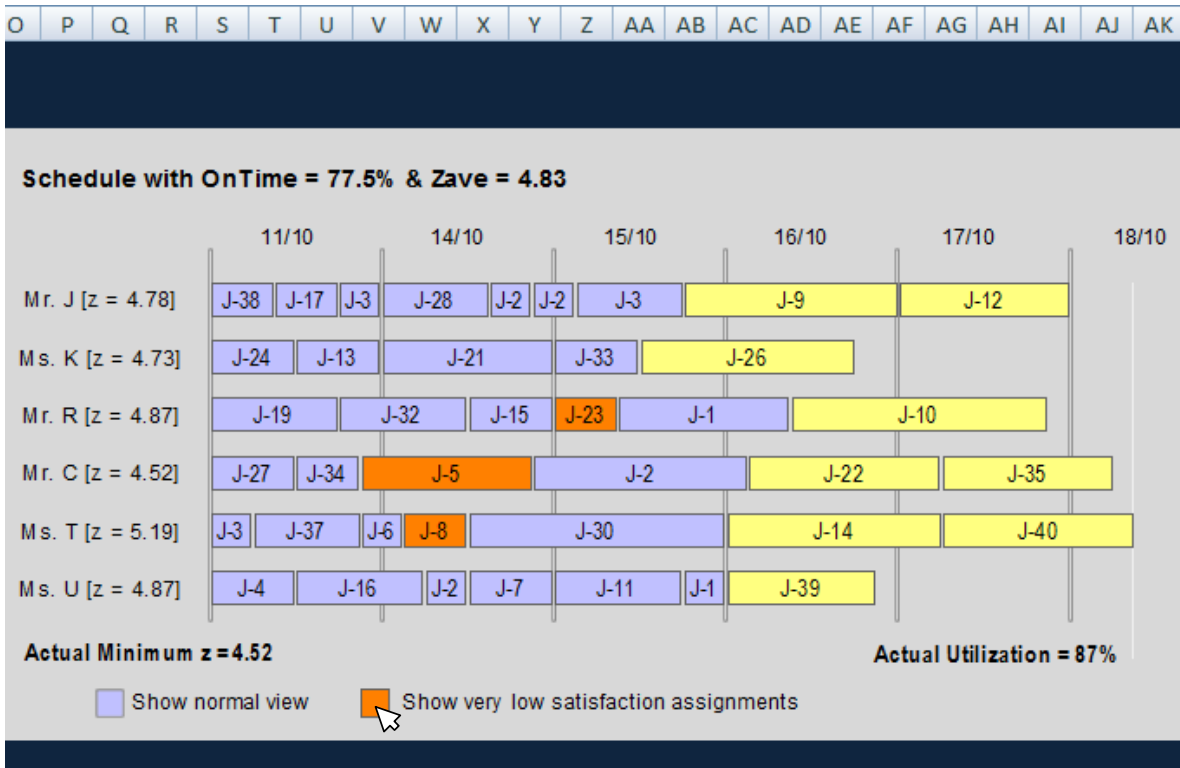 O P Q R S T U V W X Y Z AA AB AC AD AE AF AG AH AI AJ AK
Schedule with OnTime = 77.5% & Zave = 4.83
11/10 14/10 15/10 16/10 17/10 18/10
Mr. J [z = 4.78] J-38 J-17 J-3 J-28 J-2 J-2 J-3 J-9 J-12
Ms. K [z = 4.73] J-24 J-13 J-21 J-33 J-26
Mr. R [z = 4.87] J-19 J-32 J-15 J-23 J-1 J-10
Mr. C [z = 4.52] J-27 J-34 J-5 J-2 J-22 J-35
Ms. T [z = 5.19] J-3 J-37 J-6 J-8 J-30 J-14 J-40
Ms. U [z = 4.87] J-4 J-16 J-2 J-7 J-11 J-1 J-39
Actual Minimum z = 4.52 Actual Utilization = 87%
Show normal view Show very low satisfaction assignments